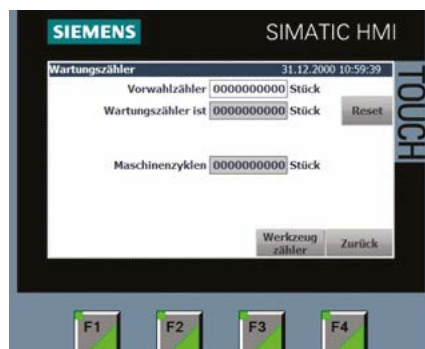 SIEMENS
SIMATIC HMI
TOUCH
Wartungszähler 31.12.2000 10:59:39
Vorwahlzähler 0000000000 Stück
Wartungszähler ist 0000000000 Stück Reset
Maschinenzyklen 0000000000 Stück
Werkzeug
zähler
Zurück
F1 F2 F3 F4